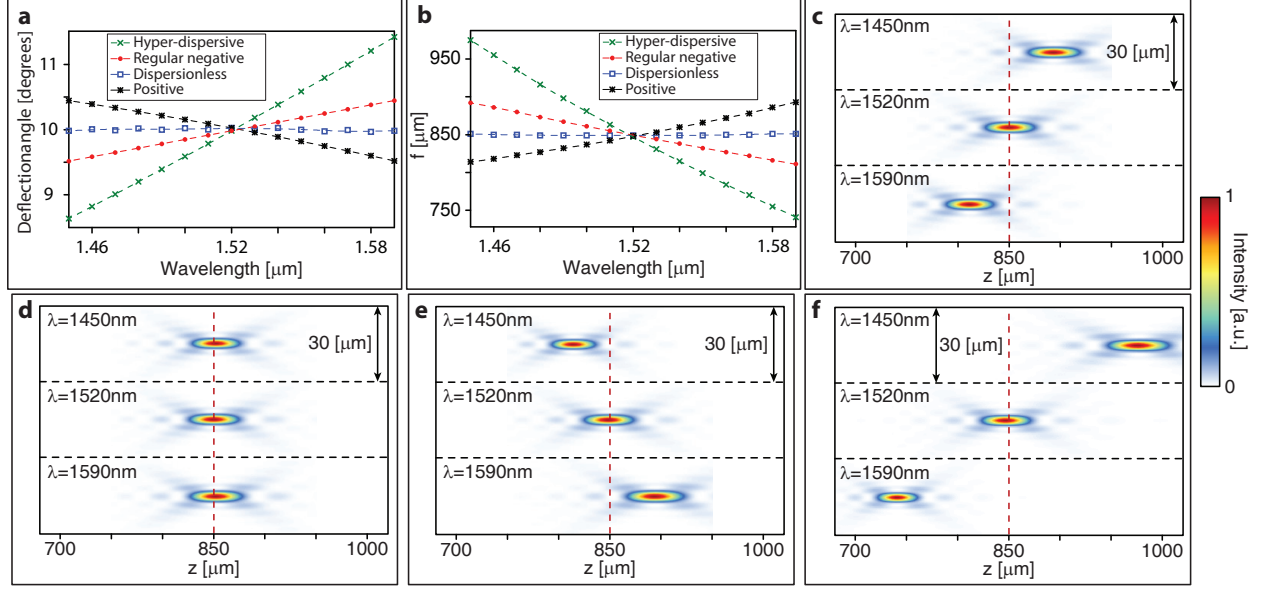 a
Deflectionangle [degrees]
11
10
9
Hyper-dispersive
Regular negative
Dispersionless
Positive
1.46
1.52
1.58
Wavelength [μm]
b
f [μm]
950
850
750
Hyper-dispersive
Regular negative
Dispersionless
Positive
1.46
1.52
1.58
Wavelength [μm]
c
λ=1450nm
30 [μm]
λ=1520nm
λ=1590nm
700
850
1000
z [μm]
d
λ=1450nm
30 [μm]
λ=1520nm
λ=1590nm
700
850
1000
z [μm]
e
λ=1450nm
30 [μm]
λ=1520nm
λ=1590nm
700
850
1000
z [μm]
f
λ=1450nm
30 [μm]
λ=1520nm
λ=1590nm
700
850
1000
z [μm]
1
Intensity [a.u.]
0